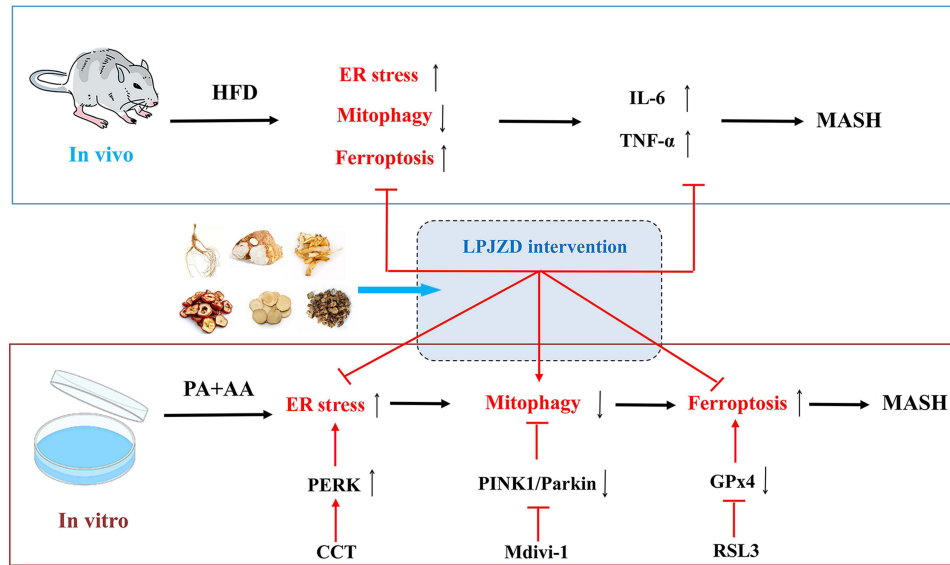 HFD
ER stress ↑
Mitophagy ↓
Ferroptosis ↑
IL-6 ↑
TNF-α ↑
MASH
In vivo
LPJZD intervention
PA+AA
ER stress ↑
Mitophagy ↓
Ferroptosis ↑
MASH
PERK ↑
PINK1/Parkin ↓
GPx4 ↓
In vitro
CCT
Mdivi-1
RSL3